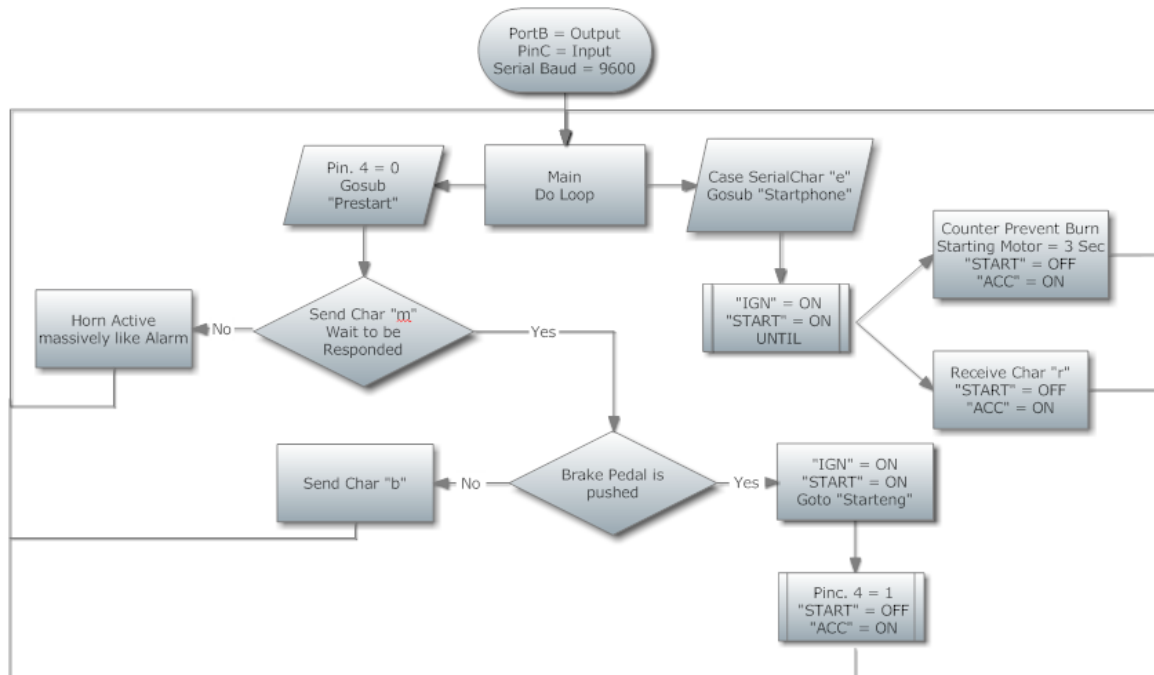 PortB = Output
PinC = Input
Serial Baud = 9600
Pin. 4 = 0
Gosub
"Prestart"
Main
Do Loop
Case SerialChar "e"
Gosub "Startphone"
Counter Prevent Burn
Starting Motor = 3 Sec
"START" = OFF
"ACC" = ON
Horn Active
massively like Alarm
No
Send Char "m"
Wait to be
Responded
Yes
"IGN" = ON
"START" = ON
UNTIL
Receive Char "r"
"START" = OFF
"ACC" = ON
Send Char "b"
No
Brake Pedal is
pushed
Yes
"IGN" = ON
"START" = ON
Goto "Starteng"
Pinc. 4 = 1
"START" = OFF
"ACC" = ON